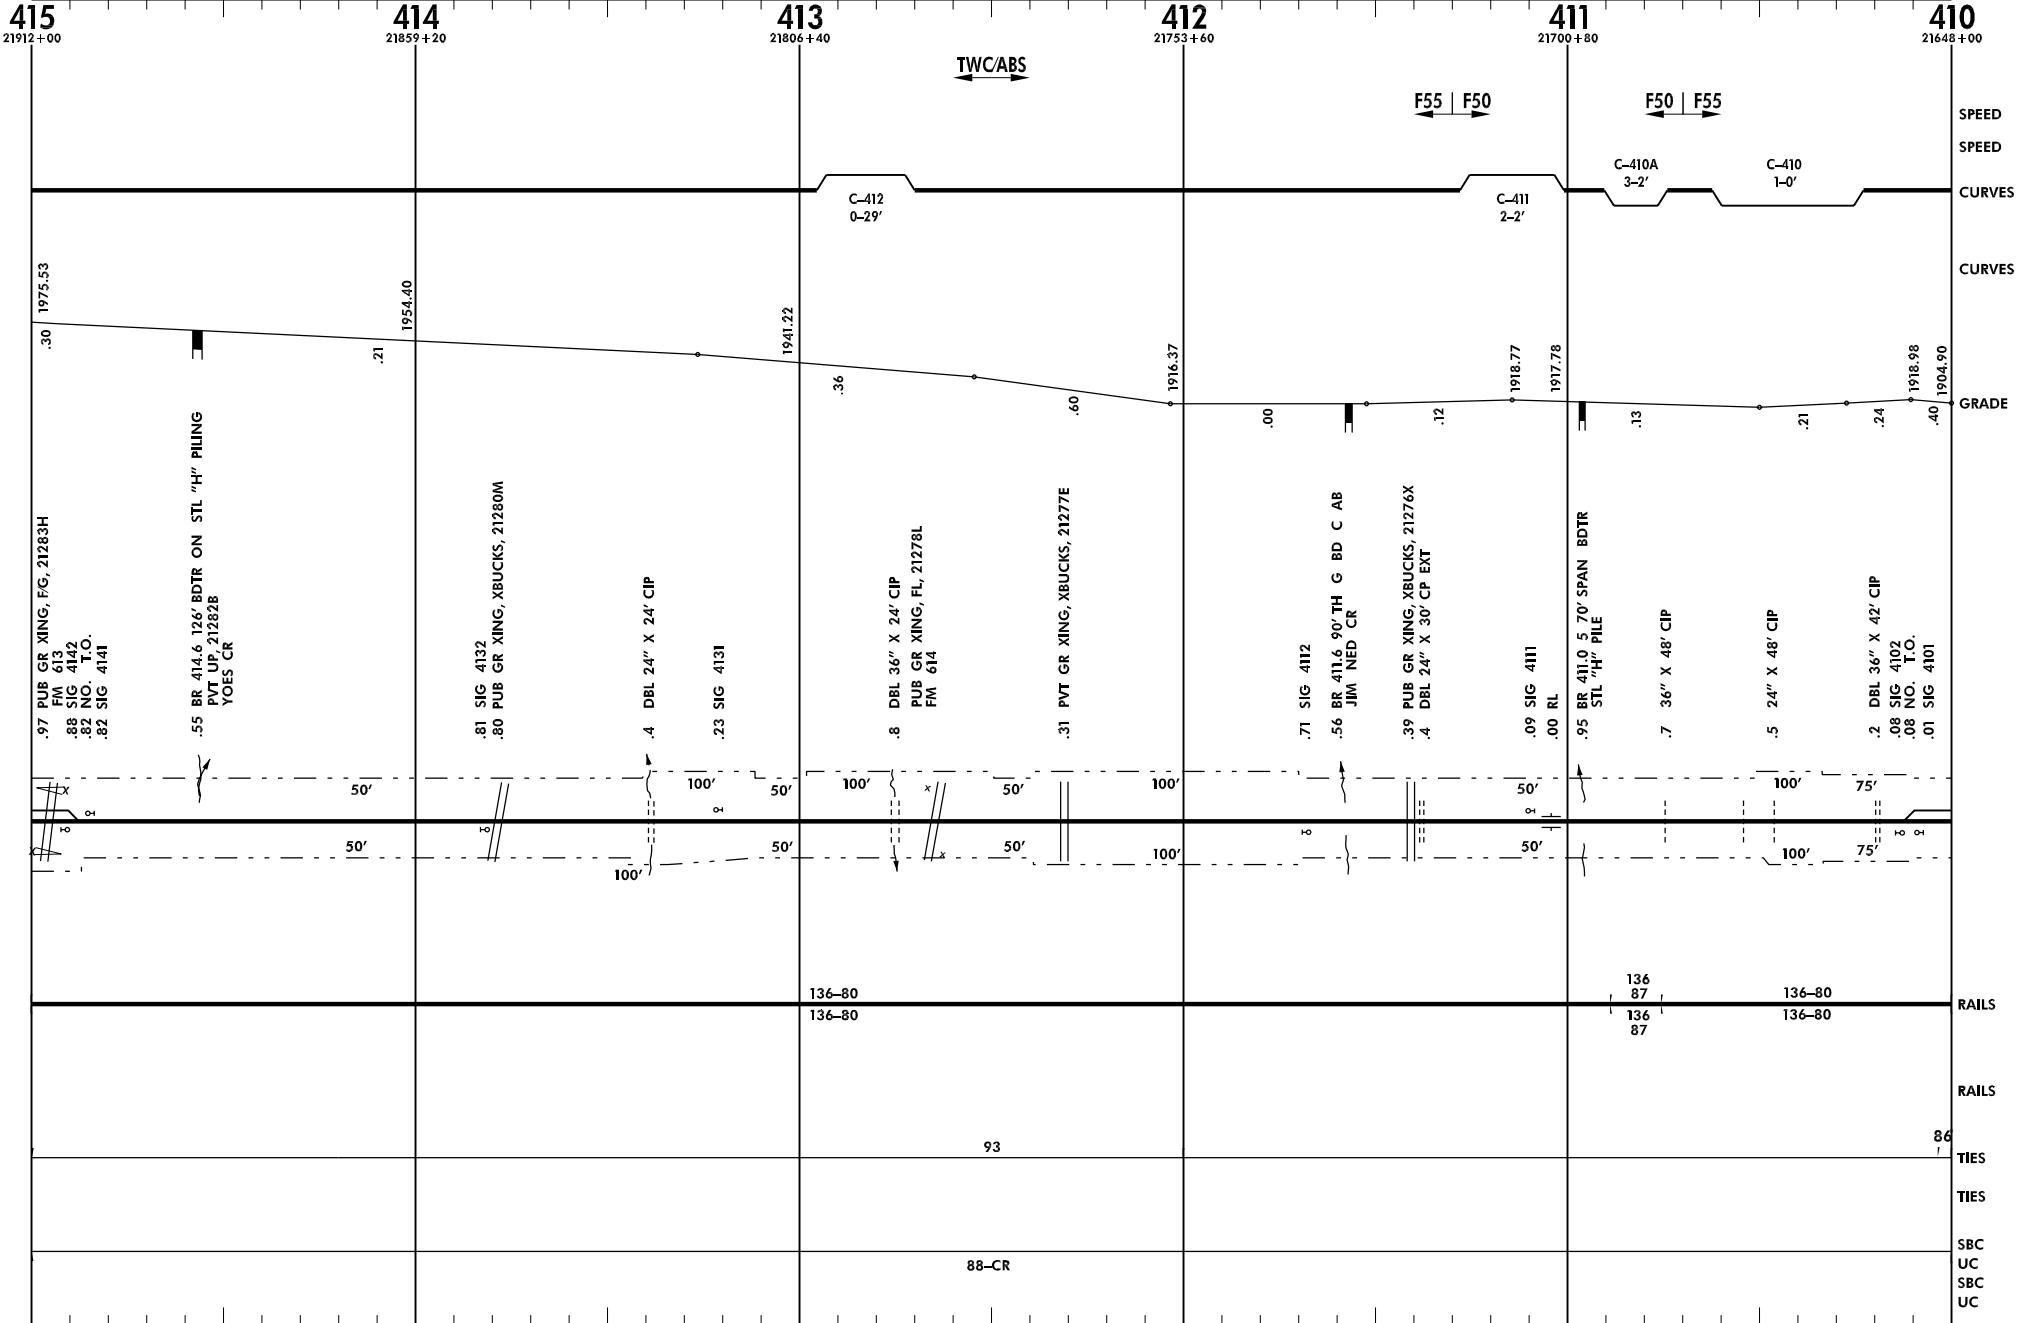 415 414 413 412 411 410
21912+00 21859+20 21806+40 21753+60 21700+80 21648+00
TWC/ABS
F55 F50 F50 F55
SPEED
SPEED
C–410A
3–2'
C–410
1–0'
CURVES
C–412
0–29'
C–411
2–2'
CURVES
1975.53
1954.40
1941.22
1916.37
1918.77
1917.78
1918.98
1904.90
GRADE
.30
.21
.36
.60
.00
.12
.13
.21
.24
.40
.97 PUB GR XING, F/G, 21283H
FM 613
.88 SIG 4142
.82 NO. T.O.
.82 SIG 4141
.55 BR 414.6 126' BDTR ON STL "H" PILING
PVT UP, 21282B
YOES CR
.81 SIG 4132
.80 PUB GR XING, XBUCKS, 21280M
.4 DBL 24" X 24' CIP
.23 SIG 4131
.8 DBL 36" X 24' CIP
PUB GR XING, FL, 21278L
FM 614
.31 PVT GR XING, XBUCKS, 21277E
.71 SIG 4112
.56 BR 411.6 90' TH G BD C AB
JIM NED CR
.39 PUB GR XING, XBUCKS, 21276X
.4 DBL 24" X 30' CP EXT
.09 SIG 4111
.00 RL
.95 BR 411.0 5 70' SPAN BDTR
STL "H" PILE
.7 36" X 48' CIP
.5 24" X 48' CIP
.2 DBL 36" X 42' CIP
.08 SIG 4102
.08 NO. T.O.
.01 SIG 4101
50' 100' 50' 100' 50' 100' 50' 100' 75'
x x
x x
50' 100' 50' 50' 100' 50' 100' 75'
136–80 136
87 136–80
RAILS
136–80 136
87 136–80
RAILS
93 86
TIES
TIES
SBC
88–CR
UC
SBC
UC